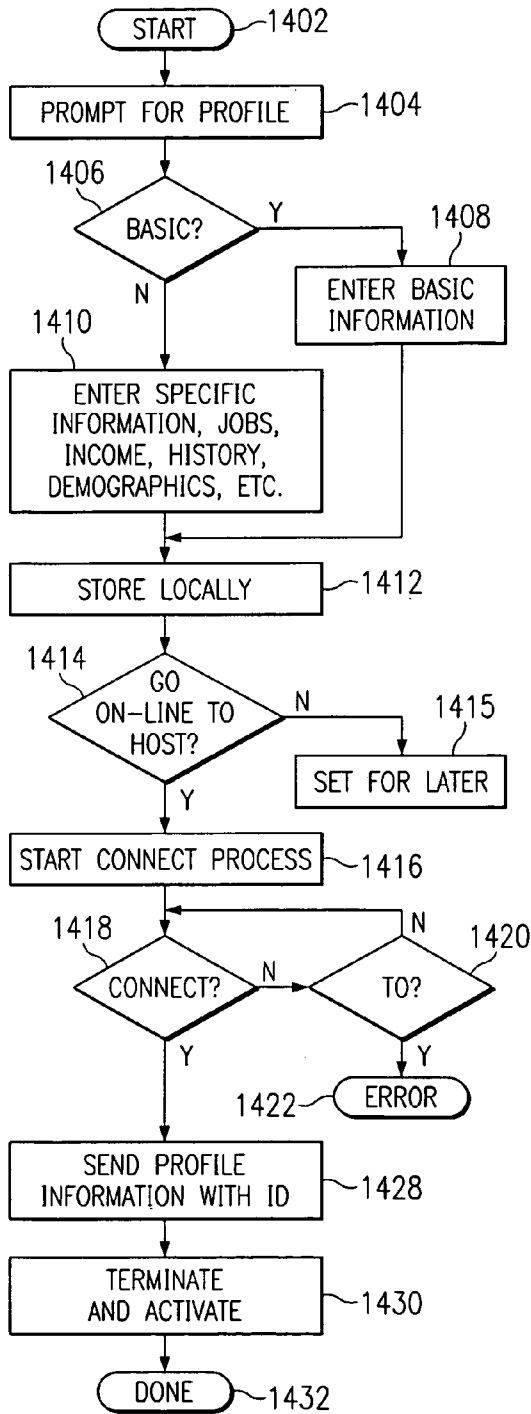 START
1402
PROMPT FOR PROFILE
1404
1406
BASIC?
Y
N
1408
ENTER BASIC
INFORMATION
1410
ENTER SPECIFIC
INFORMATION, JOBS,
INCOME, HISTORY,
DEMOGRAPHICS, ETC.
STORE LOCALLY
1412
1414
GO
ON-LINE TO
HOST?
N
Y
1415
SET FOR LATER
START CONNECT PROCESS
1416
1418
CONNECT?
N
Y
1420
TO?
N
Y
1422
ERROR
SEND PROFILE
INFORMATION WITH ID
1428
TERMINATE
AND ACTIVATE
1430
DONE
1432